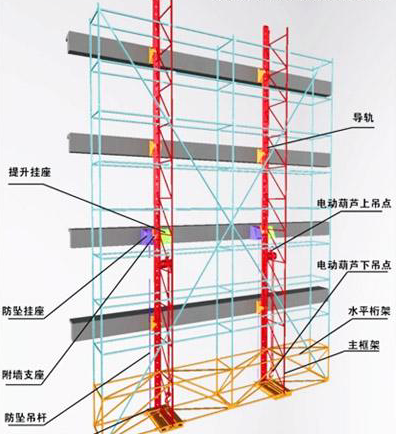 导轨
提升挂座
电动葫芦上吊点
电动葫芦下吊点
防坠挂座
水平桁架
主框架
附墙支座
防坠吊杆